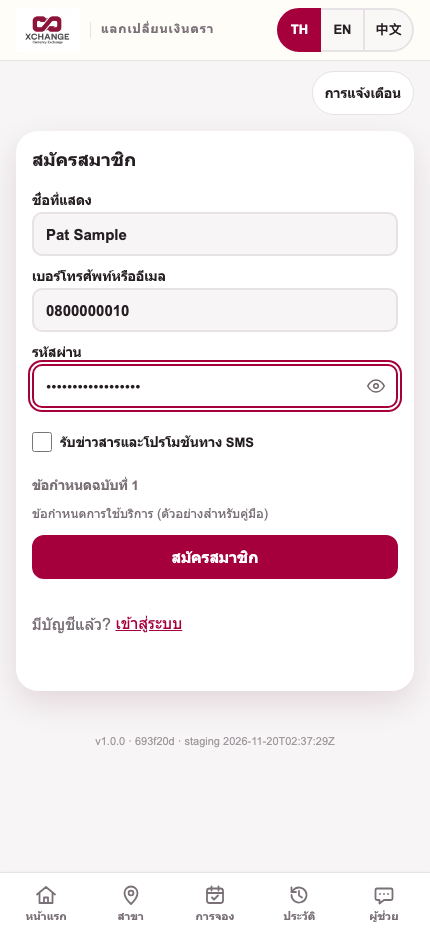 XCHANGE
Currency Exchange
แลกเปลี่ยนเงินตรา
TH
EN
中文
การแจ้งเตือน
สมัครสมาชิก
ชื่อที่แสดง
Pat Sample
เบอร์โทรศัพท์หรืออีเมล
0800000010
รหัสผ่าน
••••••••••••••••••
รับข่าวสารและโปรโมชันทาง SMS
ข้อกำหนดฉบับที่ 1
ข้อกำหนดการใช้บริการ (ตัวอย่างสำหรับคู่มือ)
สมัครสมาชิก
มีบัญชีแล้ว? เข้าสู่ระบบ
v1.0.0 · 693f20d · staging 2026-11-20T02:37:29Z
หน้าแรก
สาขา
การจอง
ประวัติ
ผู้ช่วย